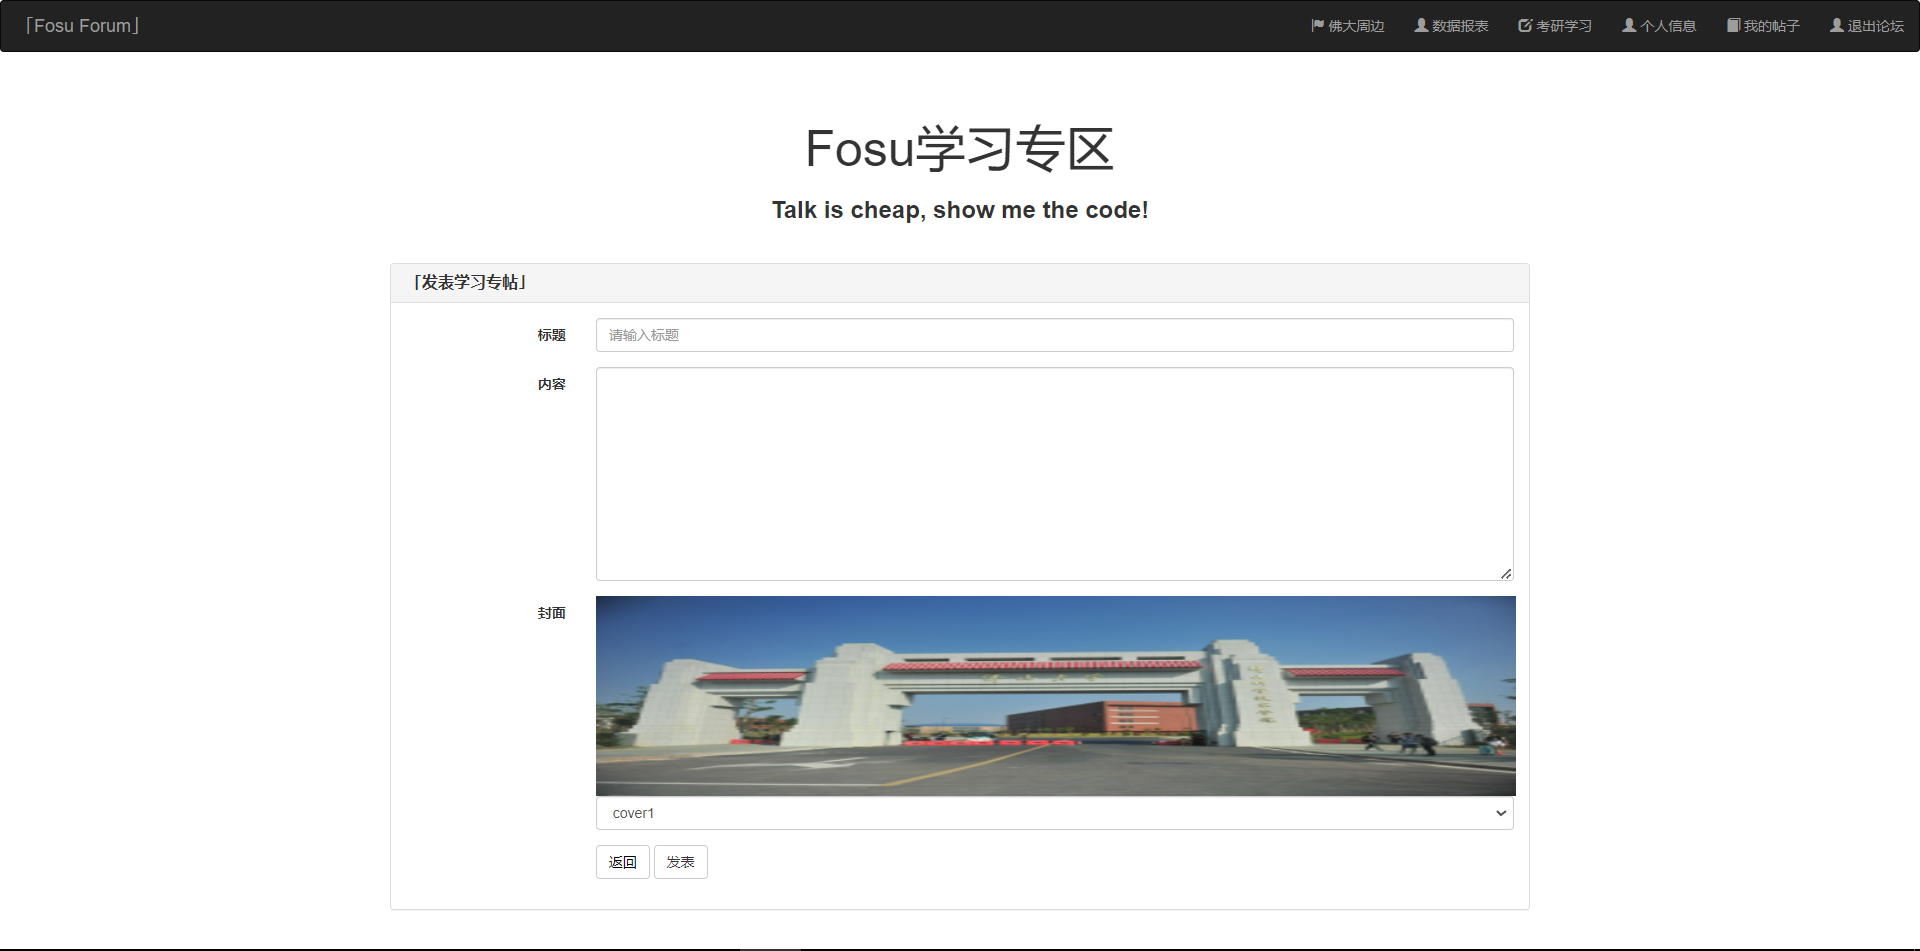 「Fosu Forum」
佛大周边
数据报表
考研学习
个人信息
我的帖子
退出论坛
Fosu学习专区
Talk is cheap, show me the code!
「发表学习专帖」
标题
请输入标题
内容
封面
cover1
返回
发表